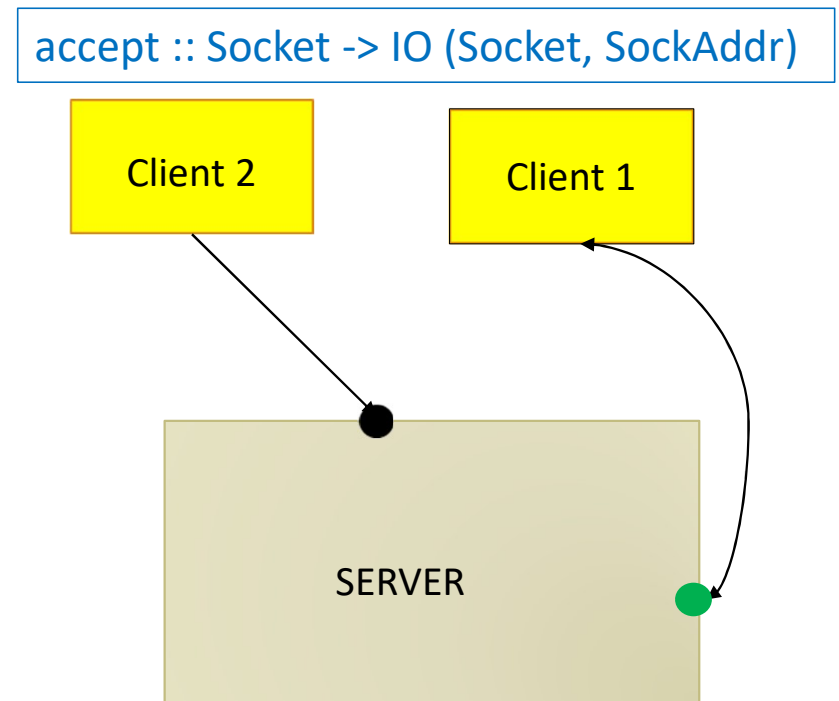 accept :: Socket -> IO (Socket, SockAddr)
Client 2
Client 1
SERVER